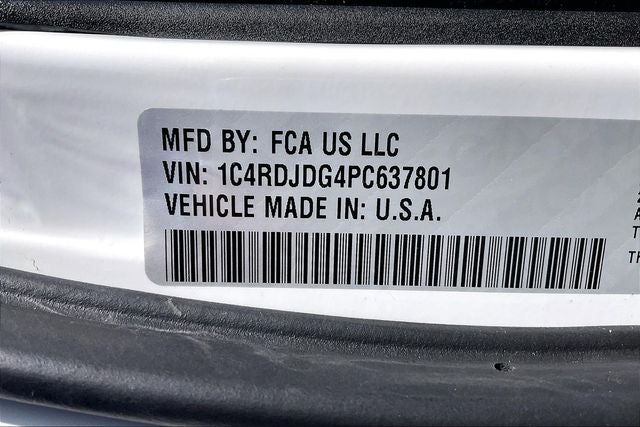 MFD BY: FCA US LLC
VIN: 1C4RDJDG4PC637801
VEHICLE MADE IN: U.S.A.